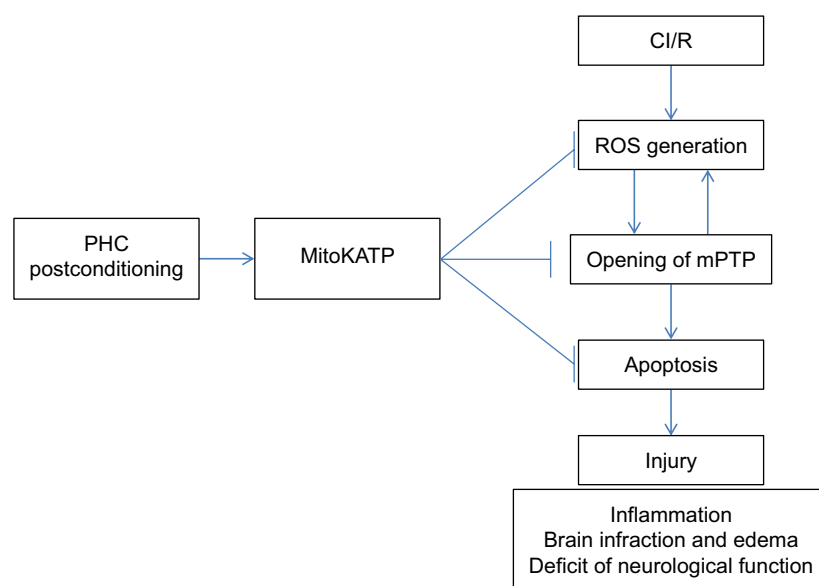 CI/R
ROS generation
PHC
postconditioning
MitoKATP
Opening of mPTP
Apoptosis
Injury
Inflammation
Brain infraction and edema
Deficit of neurological function